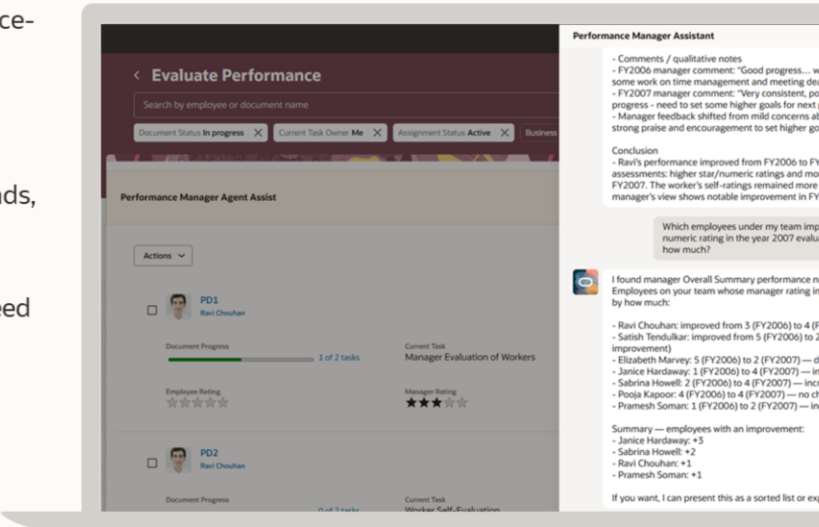 ce-
nds,
eed
Evaluate Performance
Search by employee or document name
Document Status In progress X
Current Task Owner Me X
Assignment Status Active X
Business
Performance Manager Agent Assist
Actions
PD1
Ravi Chouhan
Document Progress
1 of 2 tasks
Current Task
Manager Evaluation of Workers
Employee Rating
Manager Rating
PD2
Ravi Chouhan
Document Progress
0 of 2 tasks
Current Task
Worker Self-Evaluation
Performance Manager Assistant
- Comments / qualitative notes
- FY2006 manager comment: "Good progress... w
some work on time management and meeting dea
- FY2007 manager comment: "Very consistent, po
progress - need to set some higher goals for next
- Manager feedback shifted from mild concerns ab
strong praise and encouragement to set higher go
Conclusion
- Ravi's performance improved from FY2006 to FY
assessments: higher star/numeric ratings and mo
FY2007. The worker's self-ratings remained more
manager's view shows notable improvement in FY
Which employees under my team imp
numeric rating in the year 2007 evalu
how much?
I found manager Overall Summary performance n
Employees on your team whose manager rating in
by how much:
- Ravi Chouhan: improved from 3 (FY2006) to 4 (F
- Satish Tendulkar: improved from 5 (FY2006) to 2
improvement)
- Elizabeth Marvey: 5 (FY2006) to 2 (FY2007) — d
- Janice Hardaway: 1 (FY2006) to 4 (FY2007) — in
- Sabrina Howell: 2 (FY2006) to 4 (FY2007) — incr
- Pooja Kapoor: 4 (FY2006) to 4 (FY2007) — no ch
- Pramesh Soman: 1 (FY2006) to 2 (FY2007) — in
Summary — employees with an improvement:
- Janice Hardaway: +3
- Sabrina Howell: +2
- Ravi Chouhan: +1
- Pramesh Soman: +1
If you want, I can present this as a sorted list or exp